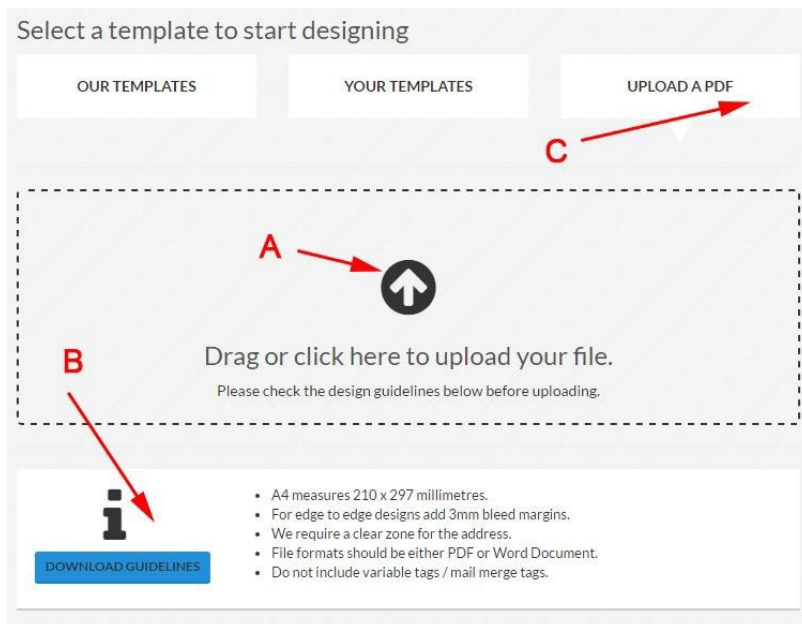 Select a template to start designing
OUR TEMPLATES
YOUR TEMPLATES
UPLOAD A PDF
C
A
Drag or click here to upload your file.
Please check the design guidelines below before uploading.
B
DOWNLOAD GUIDELINES
• A4 measures 210 x 297 millimetres.
• For edge to edge designs add 3mm bleed margins.
• We require a clear zone for the address.
• File formats should be either PDF or Word Document.
• Do not include variable tags / mail merge tags.